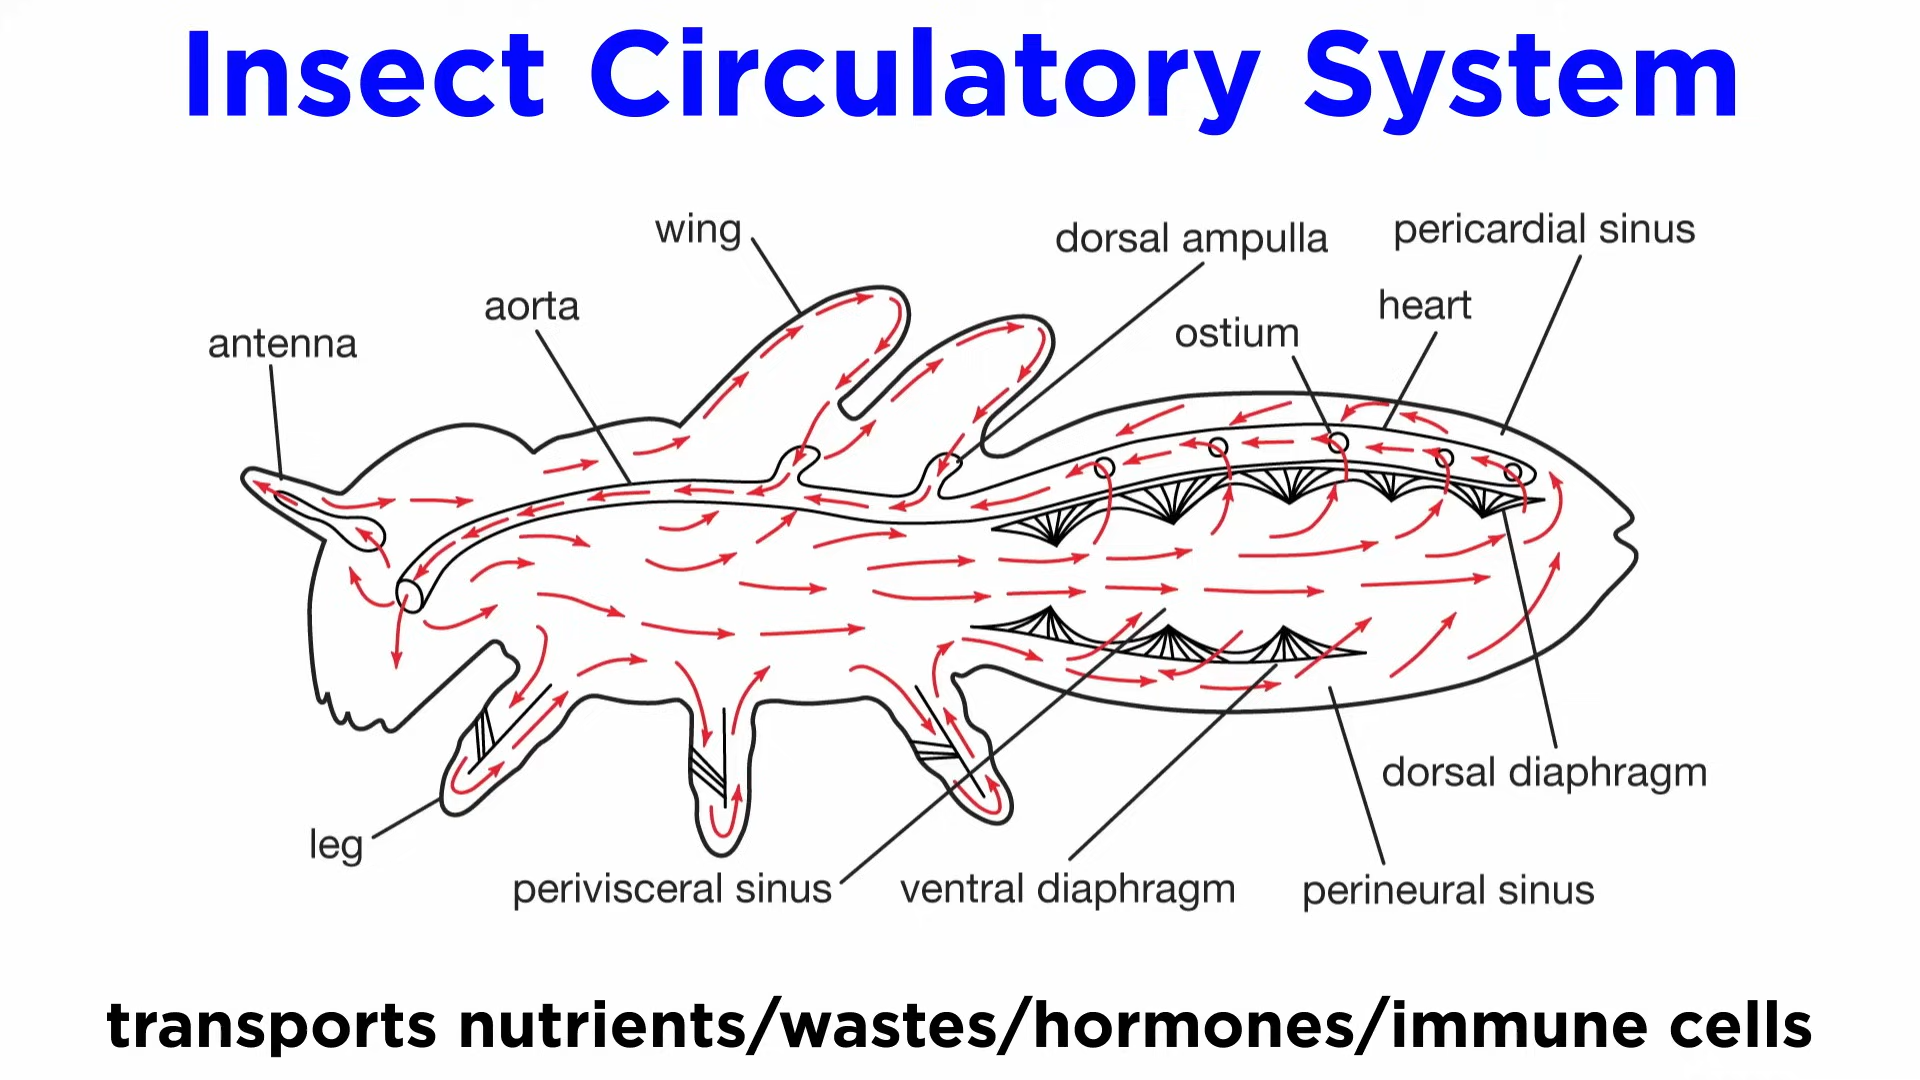 Insect Circulatory System
wing
dorsal ampulla
pericardial sinus
aorta
heart
ostium
antenna
dorsal diaphragm
leg
perivisceral sinus
ventral diaphragm
perineural sinus
transports nutrients/wastes/hormones/immune cells